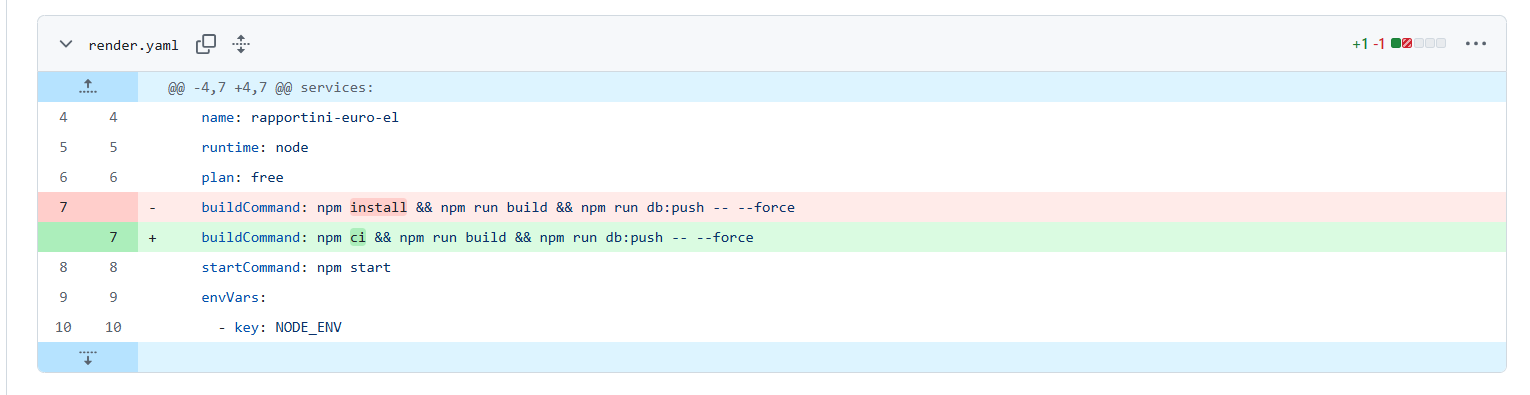 render.yaml +1 -1
@@ -4,7 +4,7 @@ services:
4 4 name: rapportini-euro-el
5 5 runtime: node
6 6 plan: free
7 - buildCommand: npm install && npm run build && npm run db:push -- --force
7 + buildCommand: npm ci && npm run build && npm run db:push -- --force
8 8 startCommand: npm start
9 9 envVars:
10 10 - key: NODE_ENV